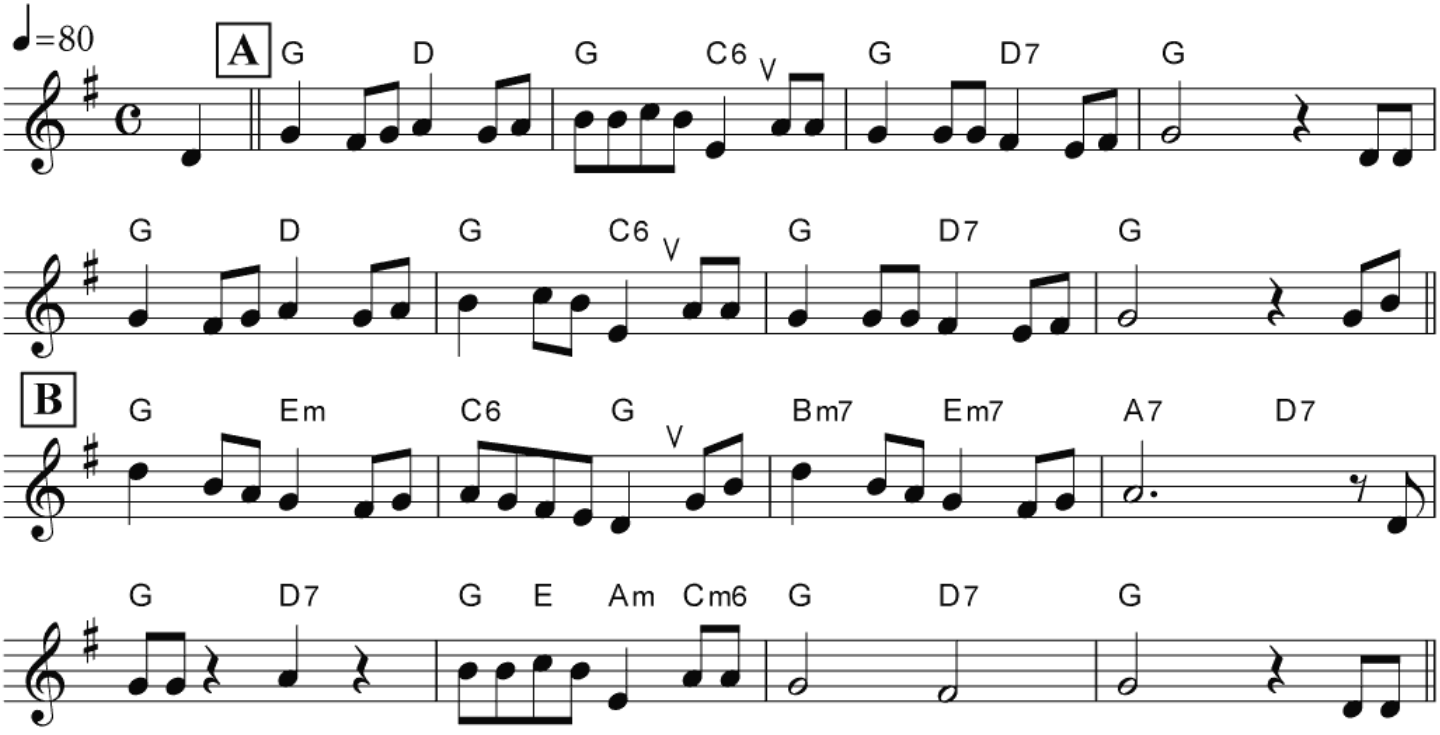 =80
A G D G C6 V G D7 G
G D G C6 V G D7 G
B G Em C6 G V Bm7 Em7 A7 D7
G D7 G E Am Cm6 G D7 G